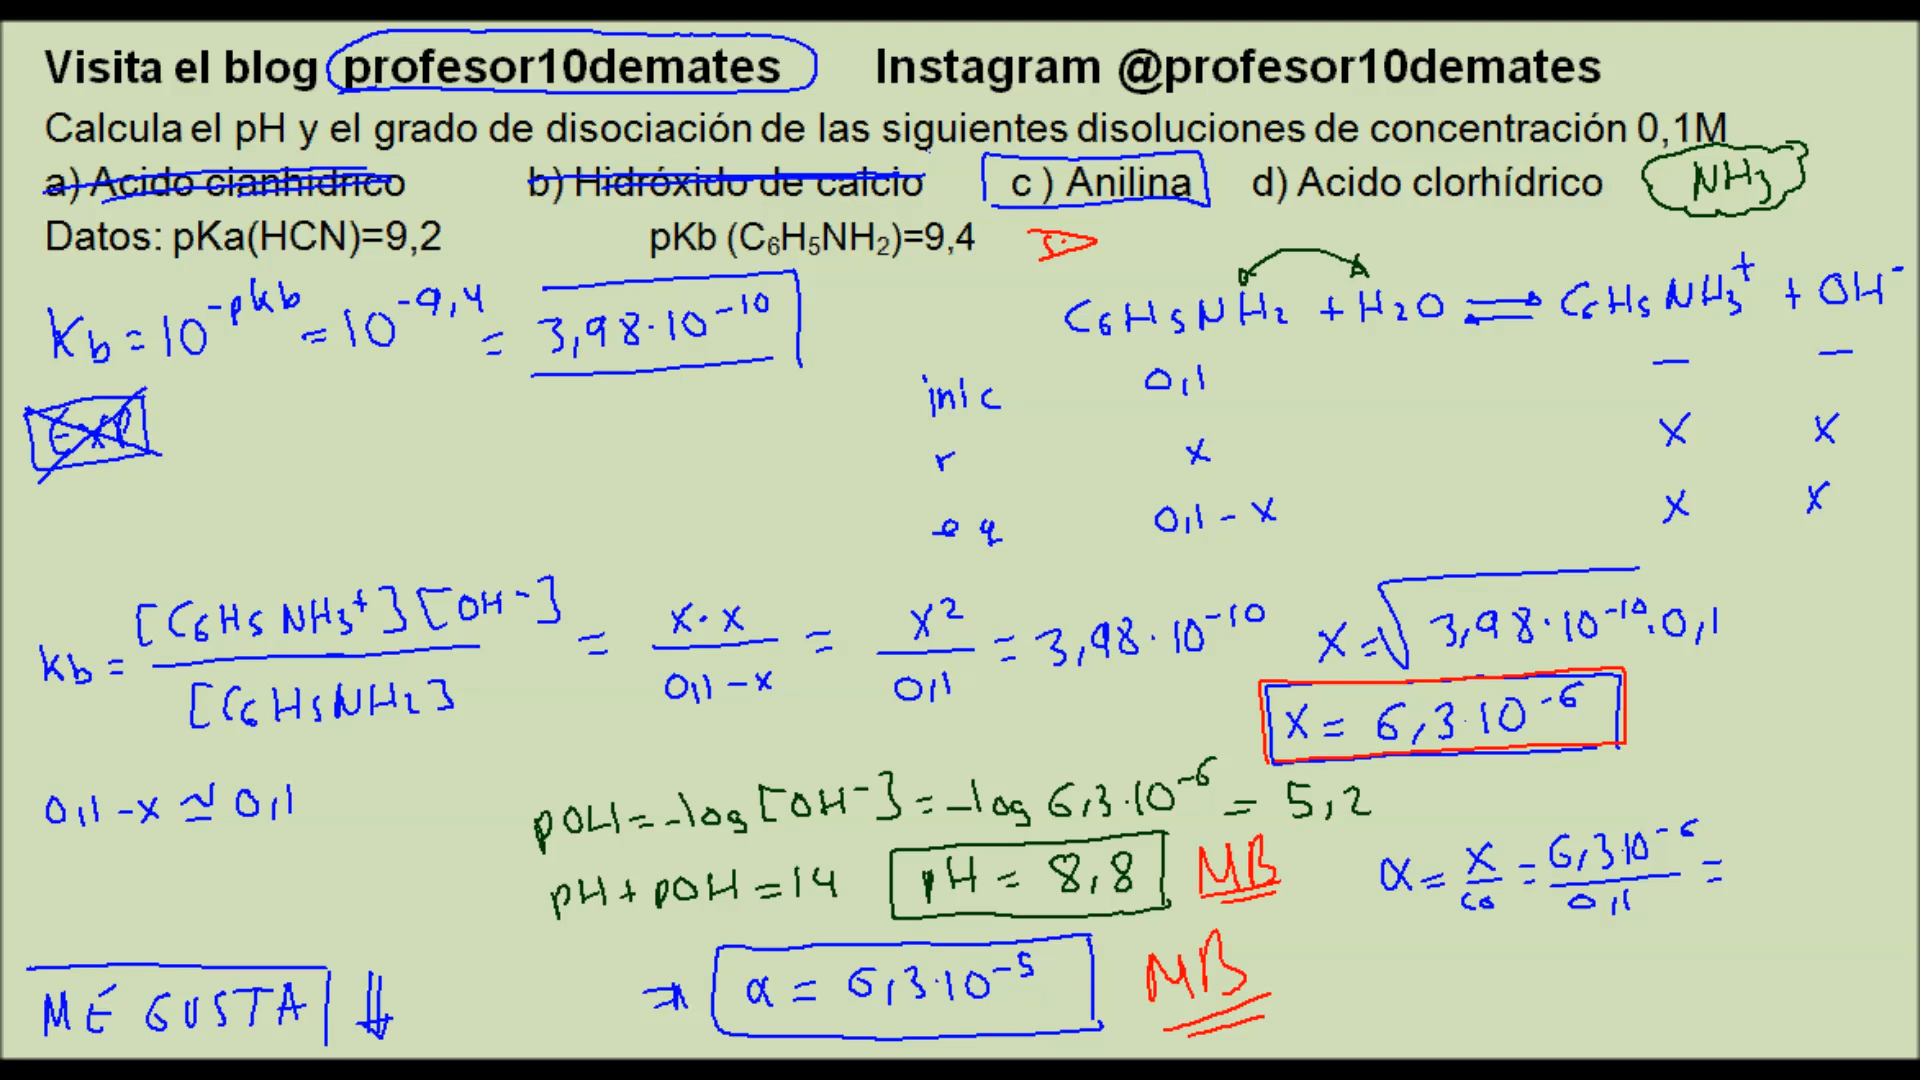 Visita el blog profesor10demates Instagram @profesor10demates
Calcula el pH y el grado de disociación de las siguientes disoluciones de concentración 0,1M
a) Acido cianhídrico b) Hidróxido de calcio c ) Anilina d) Acido clorhídrico NH3
Datos: pKa(HCN)=9,2 pKb (C₆H₅NH₂)=9,4
Kb = 10^-pkb = 10^-9,4 = 3,98·10^-10
C6H5NH2 + H2O ⇌ C6H5NH3^+ + OH^-
inic 0,1 — —
r x x x
eq 0,1-x x x
kb = [C6H5NH3^+][OH^-] / [C6H5NH2] = x·x / 0,1-x = x^2 / 0,1 = 3,98·10^-10 x = √3,98·10^-10·0,1
x = 6,3·10^-6
0,1-x ≃ 0,1
pOH = -log[OH^-] = -log 6,3·10^-6 = 5,2
pH + pOH = 14 pH = 8,8 MB
α = x/co = 6,3·10^-6 / 0,1 =
⇒ α = 6,3·10^-5 MB
ME GUSTA ⇓